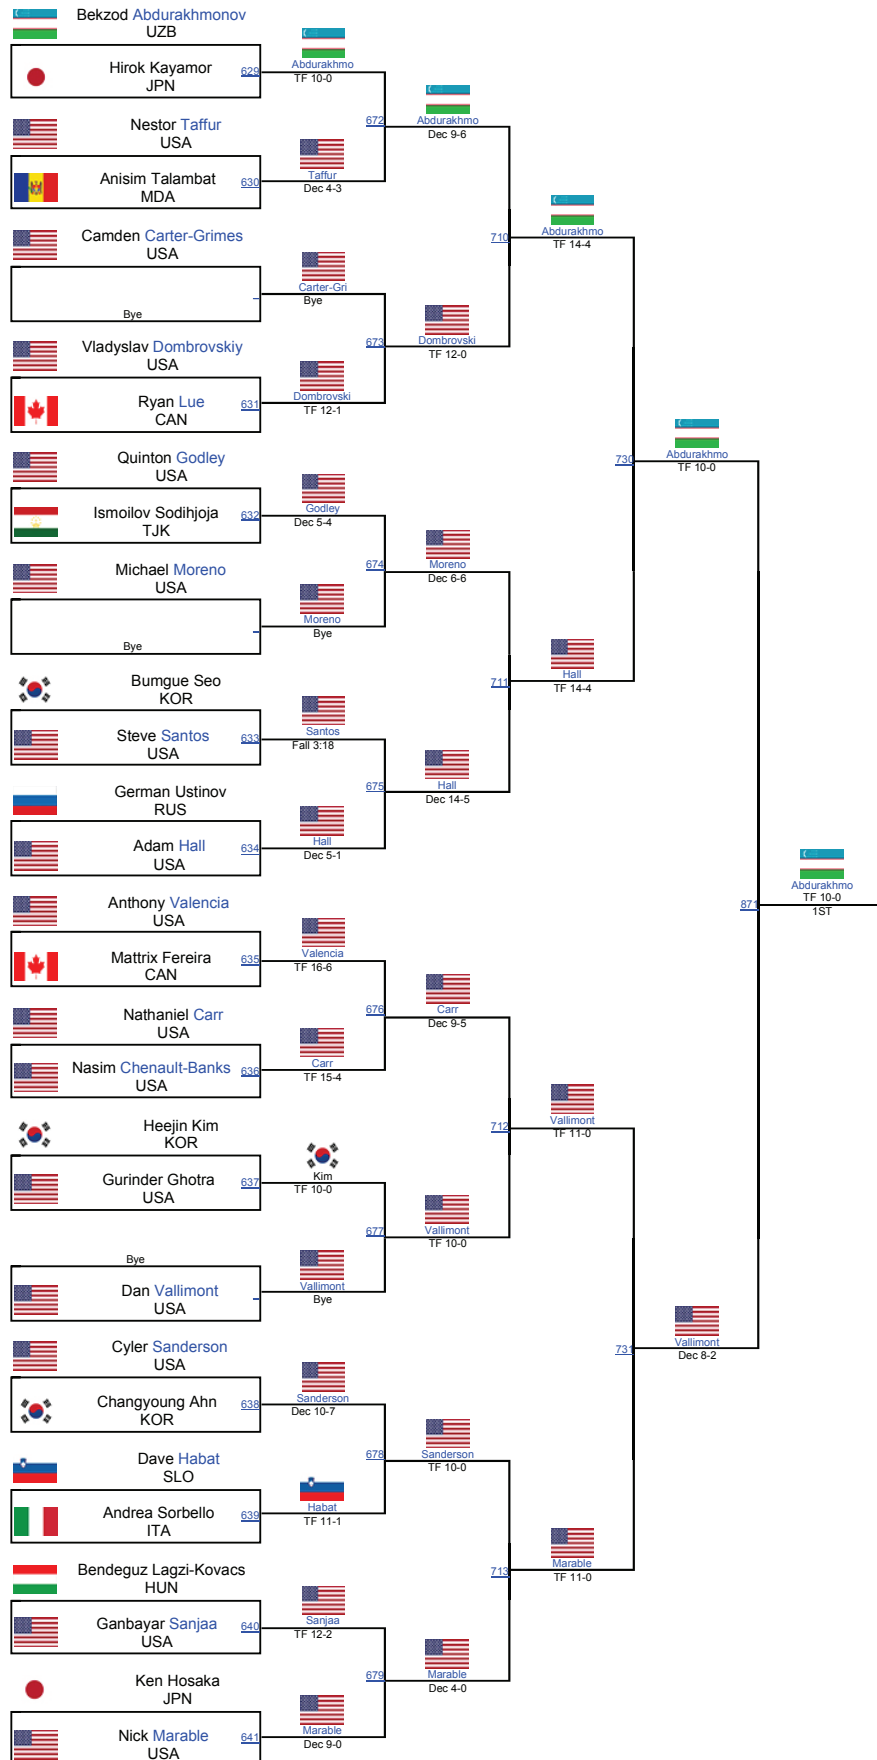 Bekzod Abdurakhmonov
UZB
Hirok Kayamor
JPN
629
Abdurakhmo
TF 10-0
Nestor Taffur
USA
Anisim Talambat
MDA
630
Taffur
Dec 4-3
672
Abdurakhmo
Dec 9-6
Camden Carter-Grimes
USA
Bye
Carter-Gri
Bye
Vladyslav Dombrovskiy
USA
Ryan Lue
CAN
631
Dombrovski
TF 12-1
673
Dombrovski
TF 12-0
710
Abdurakhmo
TF 14-4
Quinton Godley
USA
Ismoilov Sodihjoja
TJK
632
Godley
Dec 5-4
Michael Moreno
USA
Bye
Moreno
Bye
674
Moreno
Dec 6-6
Bumgue Seo
KOR
Steve Santos
USA
633
Santos
Fall 3:18
German Ustinov
RUS
Adam Hall
USA
634
Hall
Dec 5-1
675
Hall
Dec 14-5
711
Hall
TF 14-4
730
Abdurakhmo
TF 10-0
Anthony Valencia
USA
Mattrix Fereira
CAN
635
Valencia
TF 16-6
Nathaniel Carr
USA
Nasim Chenault-Banks
USA
636
Carr
TF 15-4
676
Carr
Dec 9-5
Heejin Kim
KOR
Gurinder Ghotra
USA
637
Kim
TF 10-0
Bye
Dan Vallimont
USA
Vallimont
Bye
677
Vallimont
TF 10-0
712
Vallimont
TF 11-0
Cyler Sanderson
USA
Changyoung Ahn
KOR
638
Sanderson
Dec 10-7
Dave Habat
SLO
Andrea Sorbello
ITA
639
Habat
TF 11-1
678
Sanderson
TF 10-0
Bendeguz Lagzi-Kovacs
HUN
Ganbayar Sanjaa
USA
640
Sanjaa
TF 12-2
Ken Hosaka
JPN
Nick Marable
USA
641
Marable
Dec 9-0
679
Marable
Dec 4-0
713
Marable
TF 11-0
731
Vallimont
Dec 8-2
871
Abdurakhmo
TF 10-0
1ST